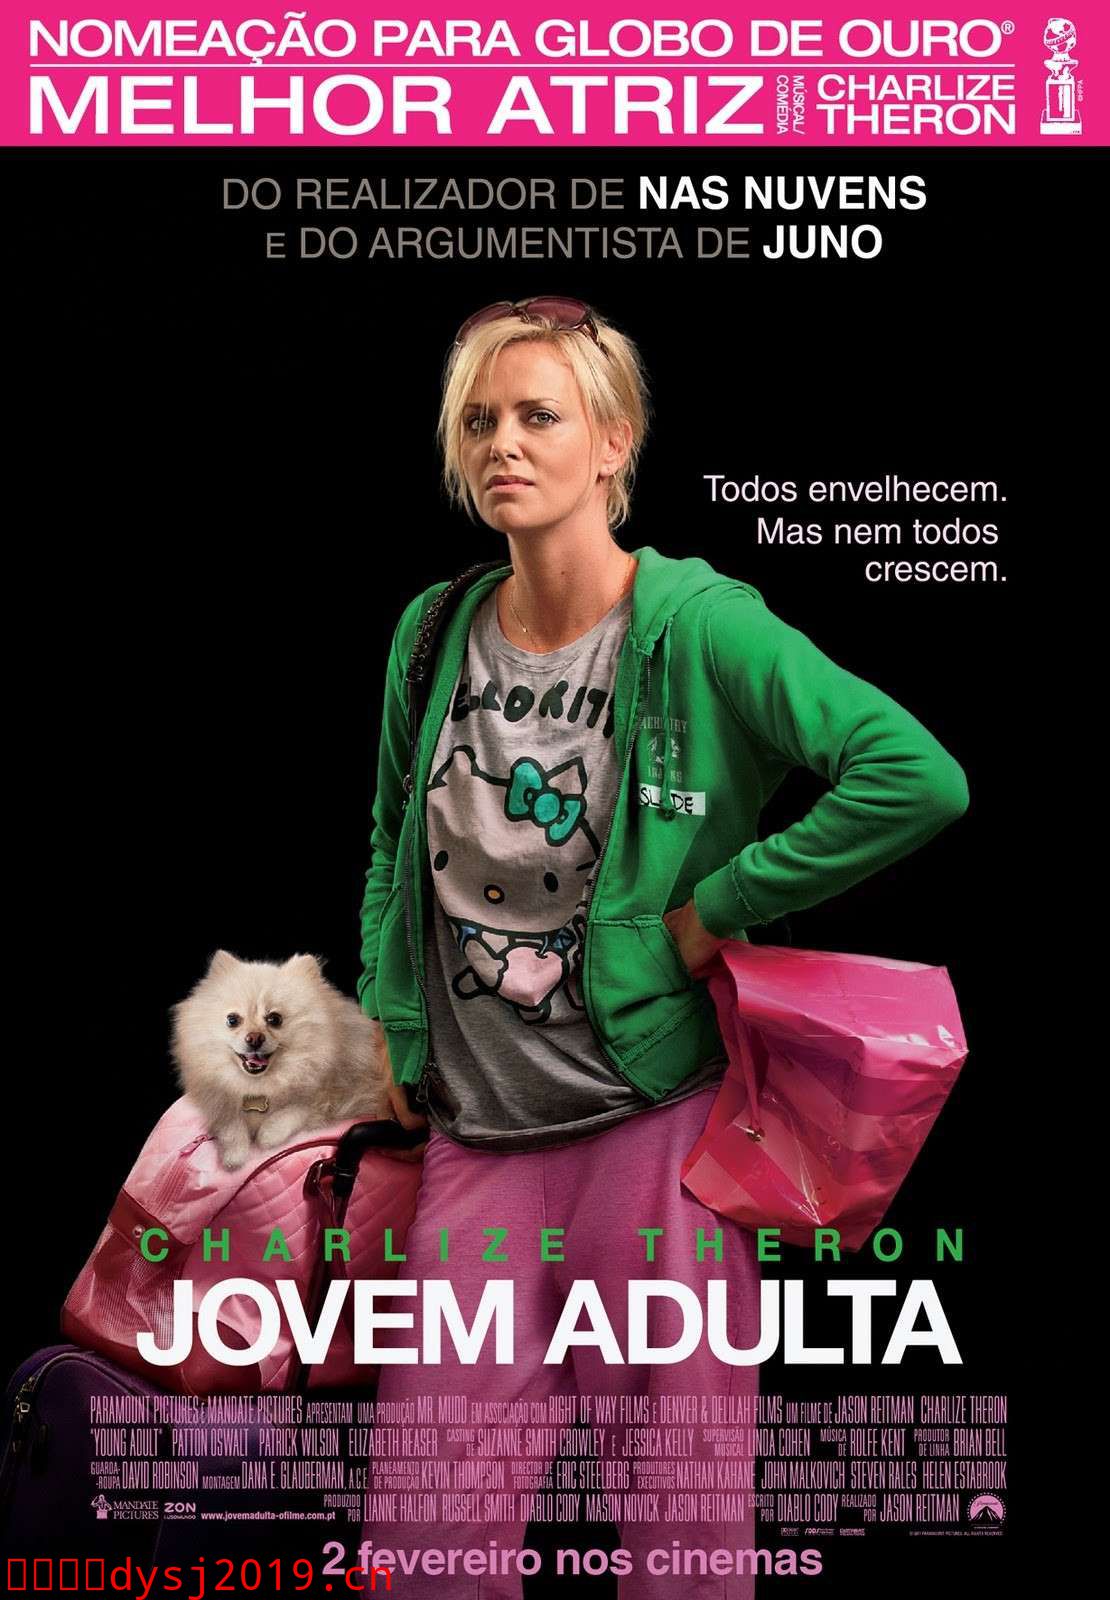 NOMEAÇÃO PARA GLOBO DE OURO®
MELHOR ATRIZ MUSICAL/ COMÉDIA CHARLIZE THERON
DO REALIZADOR DE NAS NUVENS
E DO ARGUMENTISTA DE JUNO
Todos envelhecem.
Mas nem todos
crescem.
ELLO KIT
SL DE
CHARLIZE THERON
JOVEM ADULTA
PARAMOUNT PICTURES E MANDATE PICTURES APRESENTAM UMA PRODUÇÃO MR. MUDD EM ASSOCIAÇÃO COM RIGHT OF WAY FILMS E DENVER & DELILAH FILMS UM FILME DE JASON REITMAN CHARLIZE THERON
"YOUNG ADULT" PATTON OSWALT PATRICK WILSON ELIZABETH REASER CASTING DE SUZANNE SMITH CROWLEY E JESSICA KELLY SUPERVISÃO MUSICAL LINDA COHEN MÚSICA DE ROLFE KENT PRODUTOR DE LINHA BRIAN BELL
GUARDA-ROUPA DAVID ROBINSON MONTAGEM DANA E. GLAUBERMAN, A.C.E. PLANEAMENTO DE PRODUÇÃO KEVIN THOMPSON DIRECTOR DE FOTOGRAFIA ERIC STEELBERG PRODUTORES EXECUTIVOS NATHAN KAHANE JOHN MALKOVICH STEVEN RALES HELEN ESTABROOK
MANDATE PICTURES ZON LUSOMUNDO www.jovemadulta-ofilme.com.pt PRODUZIDO POR LIANNE HALFON RUSSELL SMITH DIABLO CODY MASON NOVICK JASON REITMAN ESCRITO POR DIABLO CODY REALIZADO POR JASON REITMAN
2 fevereiro nos cinemas
dysj2019.cn